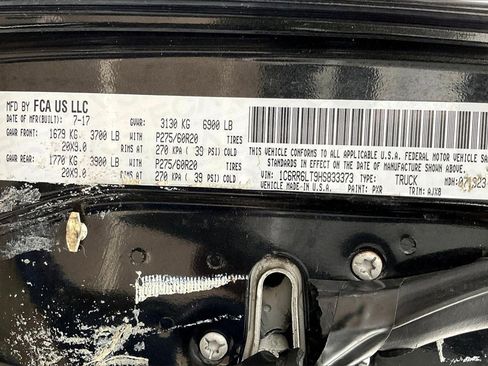 MFD BY FCA US LLC
DATE OF MFR(BUILT): 7-17 GVWR: 3130 KG 6900 LB
GAWR FRONT: 1679 KG 3700 LB WITH P275/60R20 TIRES
20X9.0 RIMS AT 270 KPA ( 39 PSI) COLD
GAWR REAR: 1770 KG 3900 LB WITH P275/60R20 TIRES
20X9.0 RIMS AT 270 KPA ( 39 PSI) COLD
THIS VEHICLE CONFORMS TO ALL APPLICABLE U.S.A. FEDERAL MOTOR VEHICLE SA
STANDARDS IN EFFECT ON THE
DATE OF MANUFACTURE SHOWN ABOVE.
VIN: 1C6RR6LT9HS833373 TYPE: TRUCK MDH:
PAINT: PXR TRIM: AJX8